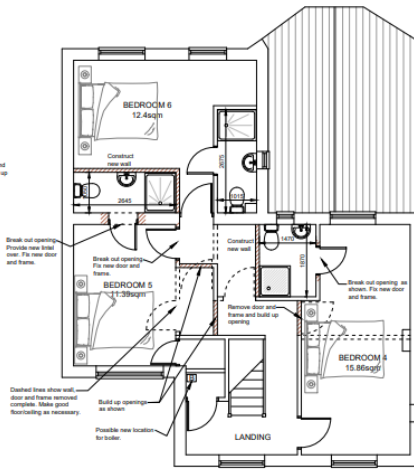 BEDROOM 6
12.4sqm
Construct
new wall
2675
2645
1015
Break out opening.
Provide new lintel
over. Fix new door
and frame.
Break out opening.
Fix new door and
frame.
Construct
new wall
1470
1870
BEDROOM 5
11.39sqm
Break out opening as
shown. Fix new door
and frame.
Remove door and
frame and build up
opening
BEDROOM 4
15.86sqm
Dashed lines show wall,
door and frame removed
complete. Make good
floor/ceiling as necessary.
Build up openings
as shown
Possible new location
for boiler.
LANDING